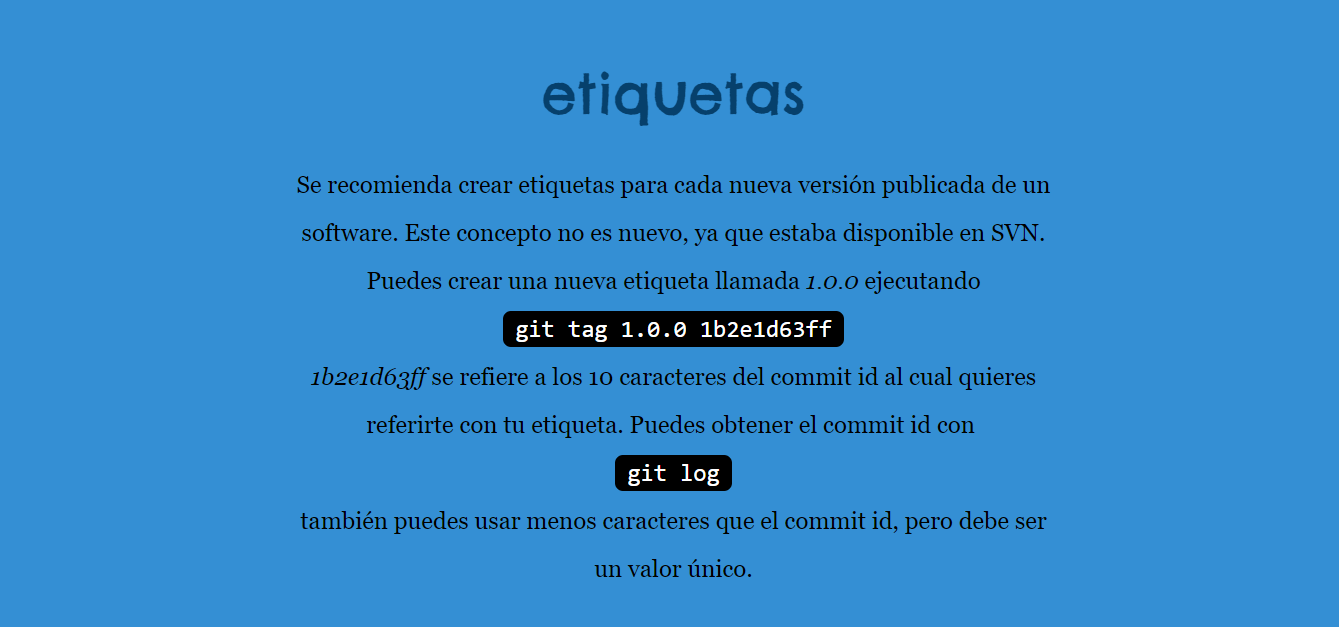 etiquetas
Se recomienda crear etiquetas para cada nueva versión publicada de un
software. Este concepto no es nuevo, ya que estaba disponible en SVN.
Puedes crear una nueva etiqueta llamada 1.0.0 ejecutando
git tag 1.0.0 1b2e1d63ff
1b2e1d63ff se refiere a los 10 caracteres del commit id al cual quieres
referirte con tu etiqueta. Puedes obtener el commit id con
git log
también puedes usar menos caracteres que el commit id, pero debe ser
un valor único.